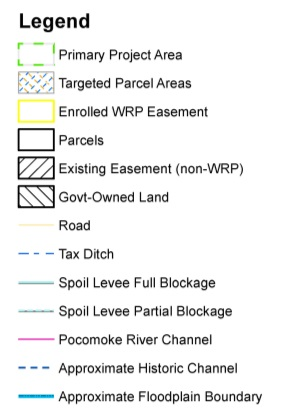 Legend
Primary Project Area
Targeted Parcel Areas
Enrolled WRP Easement
Parcels
Existing Easement (non-WRP)
Govt-Owned Land
Road
Tax Ditch
Spoil Levee Full Blockage
Spoil Levee Partial Blockage
Pocomoke River Channel
Approximate Historic Channel
Approximate Floodplain Boundary